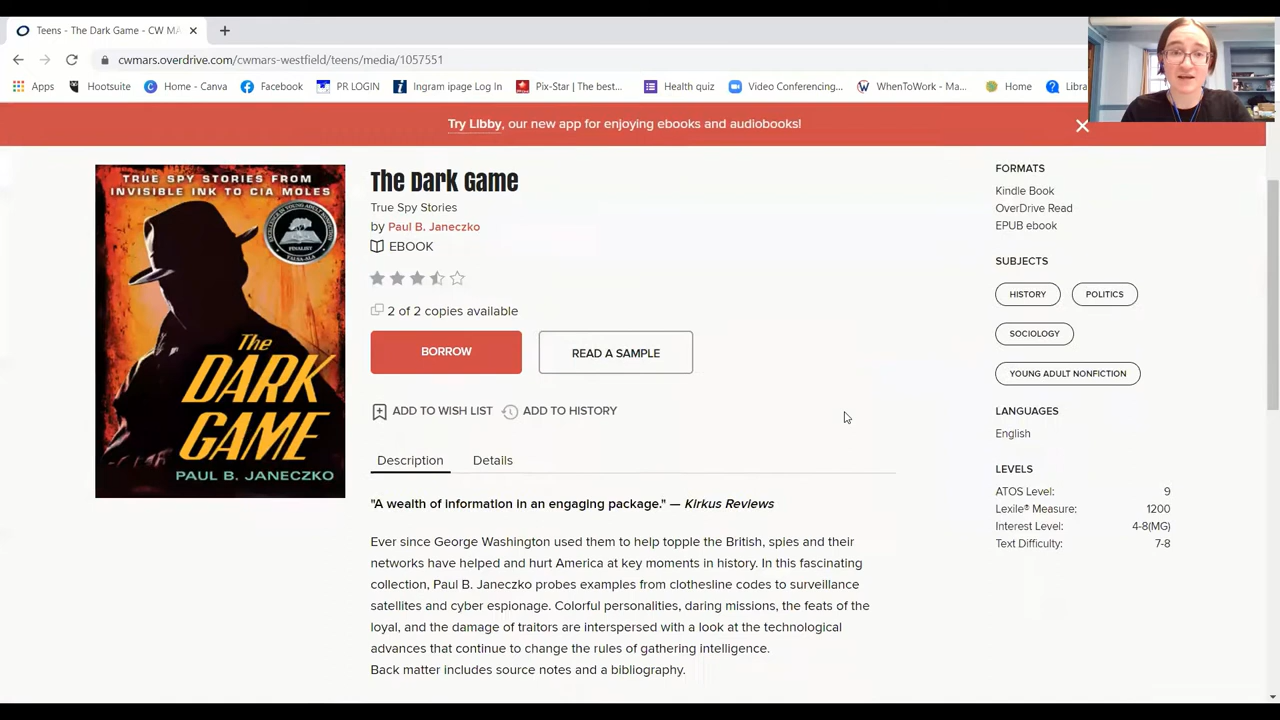 Teens - The Dark Game - CW MA
cwmars.overdrive.com/cwmars-westfield/teens/media/1057551
Apps Hootsuite Home - Canva Facebook PR LOGIN Ingram ipage Log In Pix-Star | The best... Health quiz Video Conferencing... WhenToWork - Ma... Home Libra
Try Libby, our new app for enjoying ebooks and audiobooks!
TRUE SPY STORIES FROM
INVISIBLE INK TO CIA MOLES
FINALIST
YALSA-ALA
The
DARK
GAME
PAUL B. JANECZKO
The Dark Game
True Spy Stories
by Paul B. Janeczko
EBOOK
2 of 2 copies available
BORROW READ A SAMPLE
ADD TO WISH LIST ADD TO HISTORY
Description Details
"A wealth of information in an engaging package." — Kirkus Reviews
Ever since George Washington used them to help topple the British, spies and their
networks have helped and hurt America at key moments in history. In this fascinating
collection, Paul B. Janeczko probes examples from clothesline codes to surveillance
satellites and cyber espionage. Colorful personalities, daring missions, the feats of the
loyal, and the damage of traitors are interspersed with a look at the technological
advances that continue to change the rules of gathering intelligence.
Back matter includes source notes and a bibliography.
FORMATS
Kindle Book
OverDrive Read
EPUB ebook
SUBJECTS
HISTORY POLITICS
SOCIOLOGY
YOUNG ADULT NONFICTION
LANGUAGES
English
LEVELS
ATOS Level: 9
Lexile® Measure: 1200
Interest Level: 4-8(MG)
Text Difficulty: 7-8